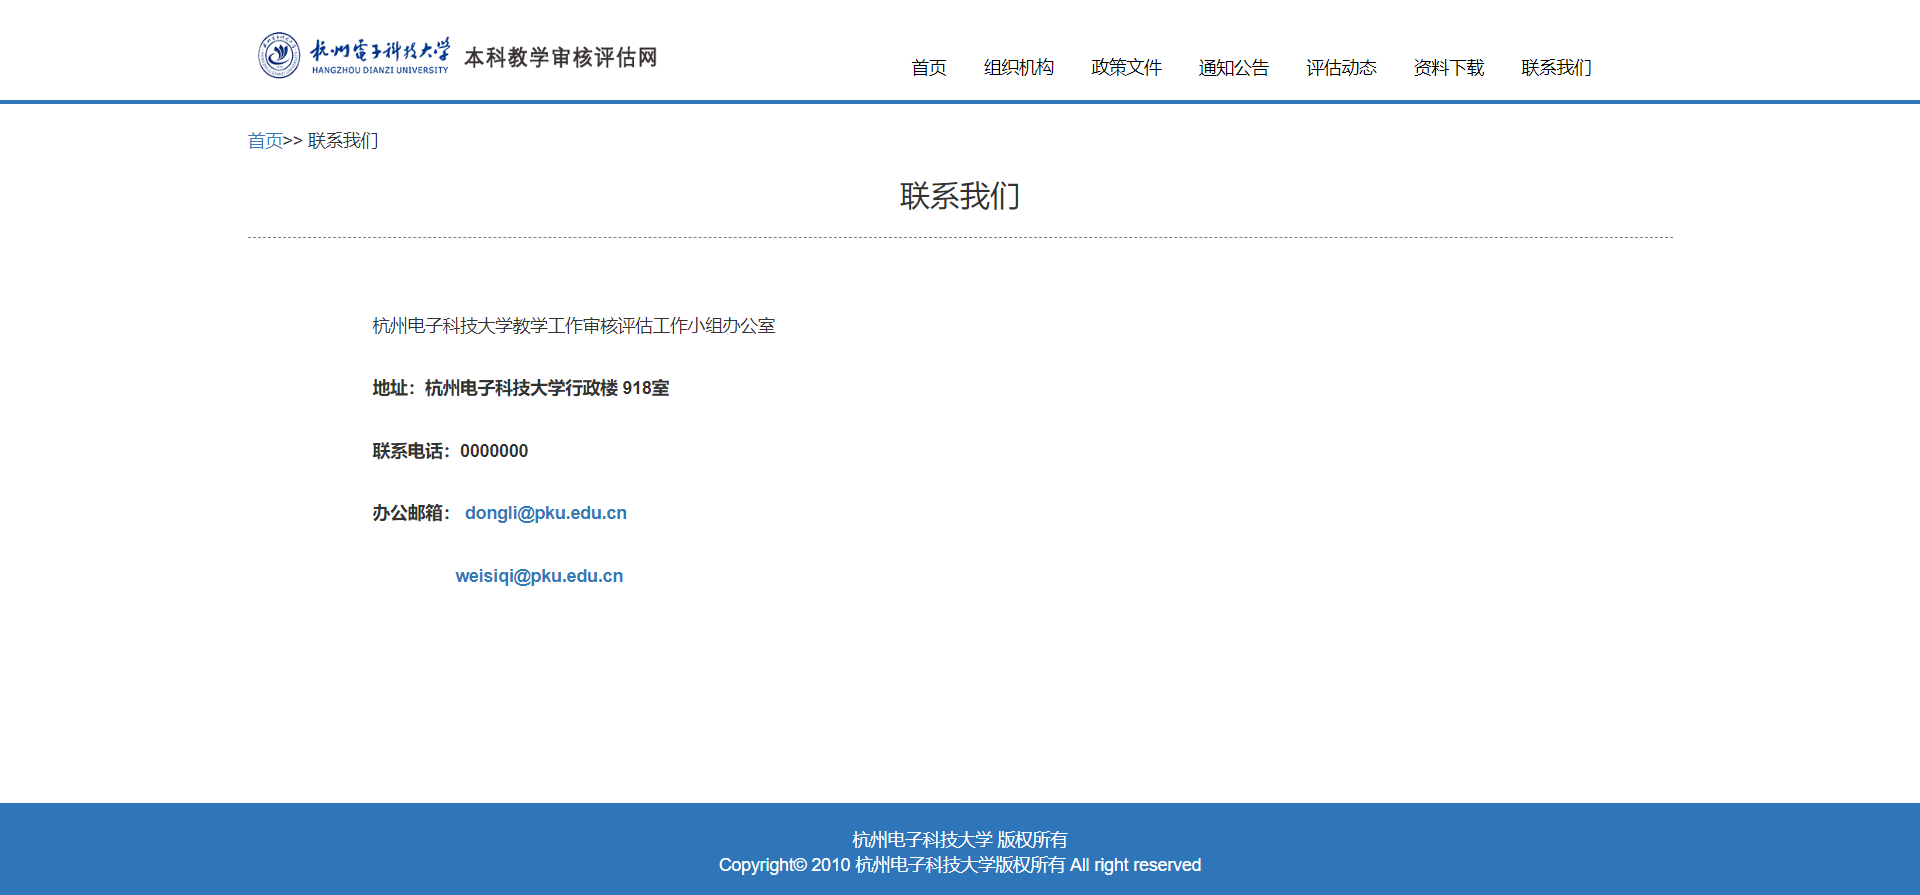 杭州電子科技大学
HANGZHOU DIANZI UNIVERSITY
本科教学审核评估网
首页 组织机构 政策文件 通知公告 评估动态 资料下载 联系我们
首页>> 联系我们
联系我们
杭州电子科技大学教学工作审核评估工作小组办公室
地址：杭州电子科技大学行政楼 918室
联系电话：0000000
办公邮箱： dongli@pku.edu.cn
weisiqi@pku.edu.cn
杭州电子科技大学 版权所有
Copyright© 2010 杭州电子科技大学版权所有 All right reserved